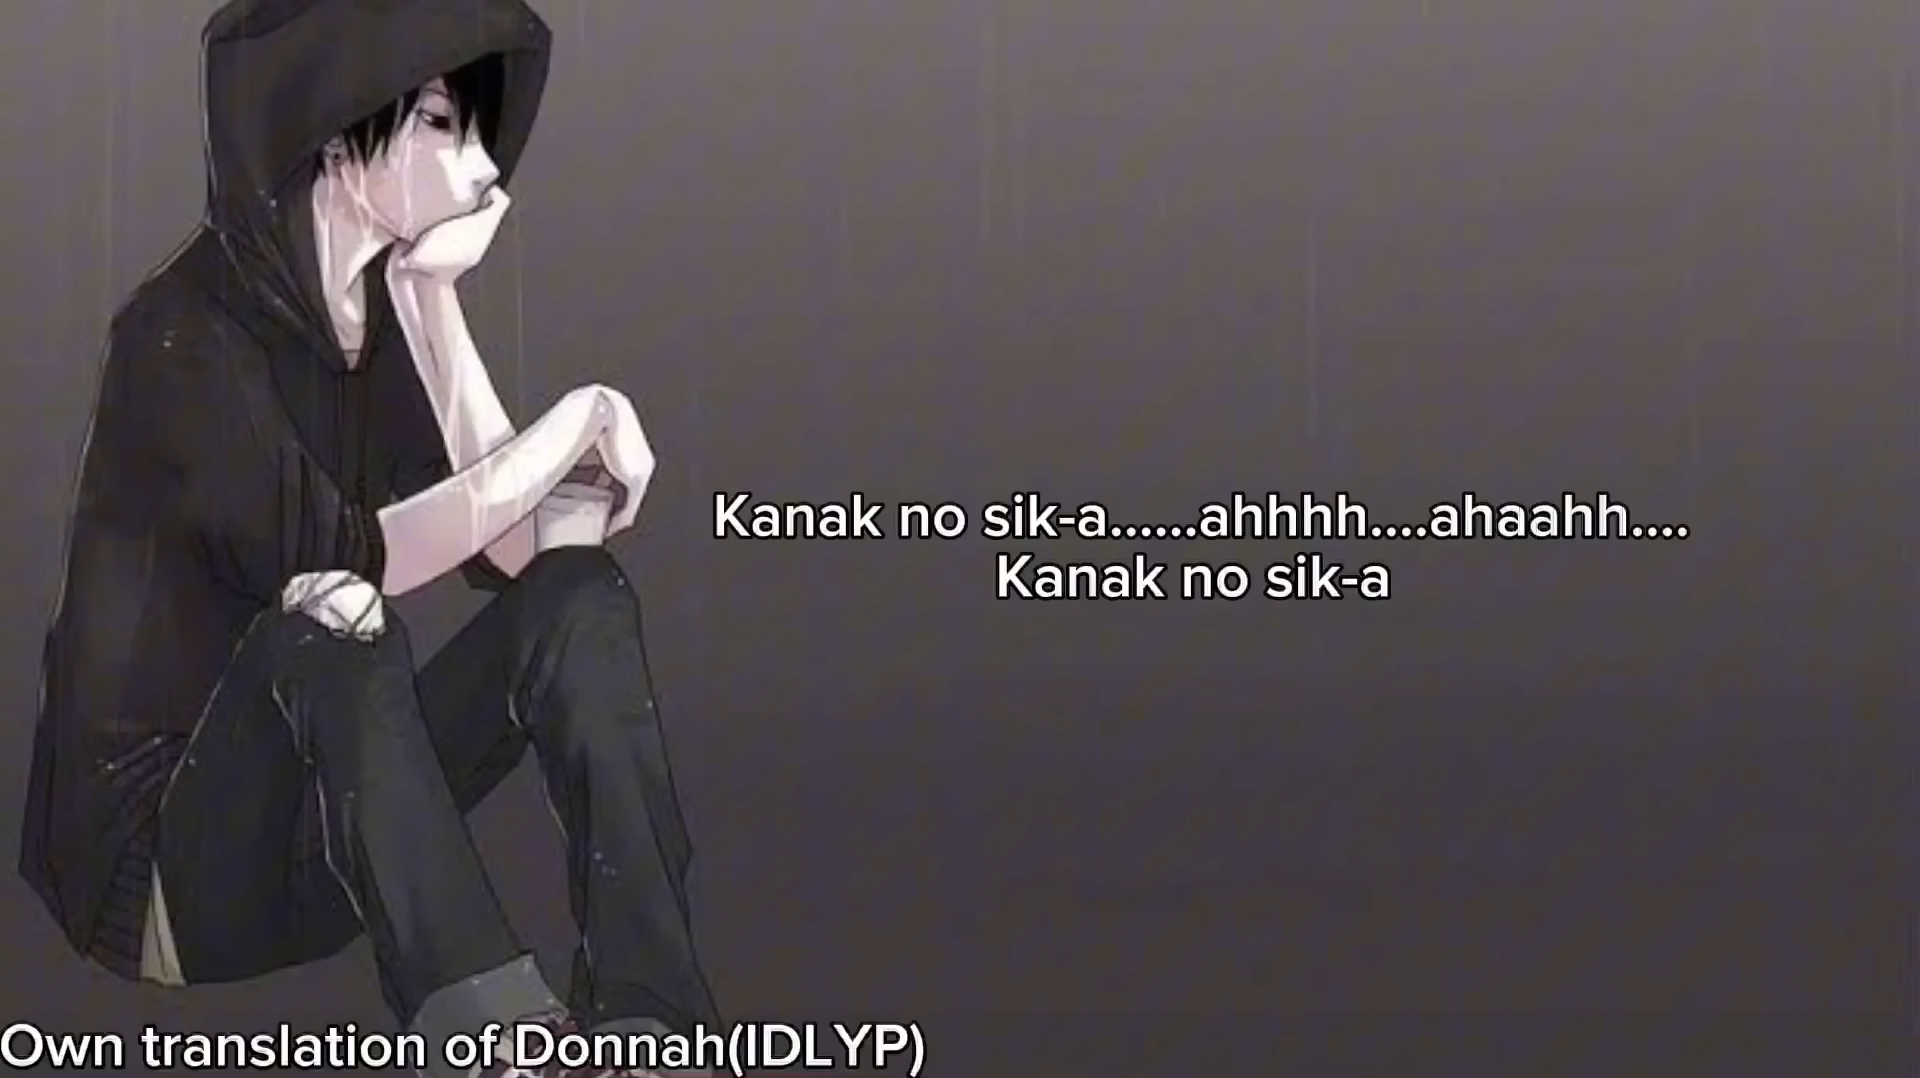 Kanak no sik-a......ahhhh....ahaahh....
Kanak no sik-a
Own translation of Donnah(IDLYP)